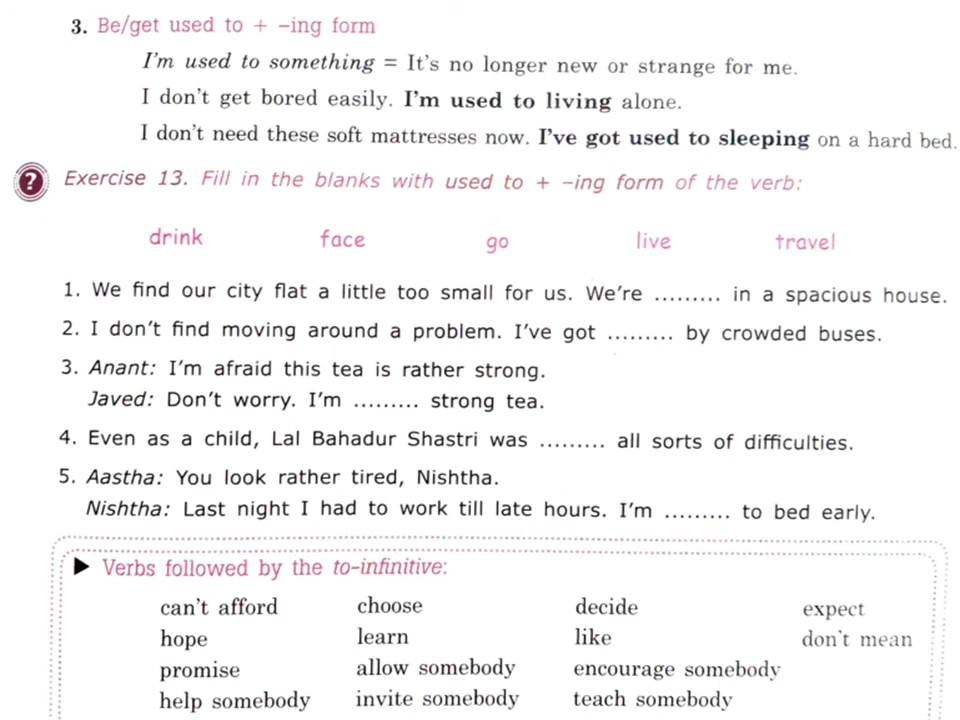 3. Be/get used to + –ing form
I'm used to something = It's no longer new or strange for me.
I don't get bored easily. I'm used to living alone.
I don't need these soft mattresses now. I've got used to sleeping on a hard bed.
? Exercise 13. Fill in the blanks with used to + –ing form of the verb:
drink face go live travel
1. We find our city flat a little too small for us. We're ......... in a spacious house.
2. I don't find moving around a problem. I've got ......... by crowded buses.
3. Anant: I'm afraid this tea is rather strong.
Javed: Don't worry. I'm ......... strong tea.
4. Even as a child, Lal Bahadur Shastri was ......... all sorts of difficulties.
5. Aastha: You look rather tired, Nishtha.
Nishtha: Last night I had to work till late hours. I'm ......... to bed early.
▶ Verbs followed by the to-infinitive:
can't afford choose decide expect
hope learn like don't mean
promise allow somebody encourage somebody
help somebody invite somebody teach somebody